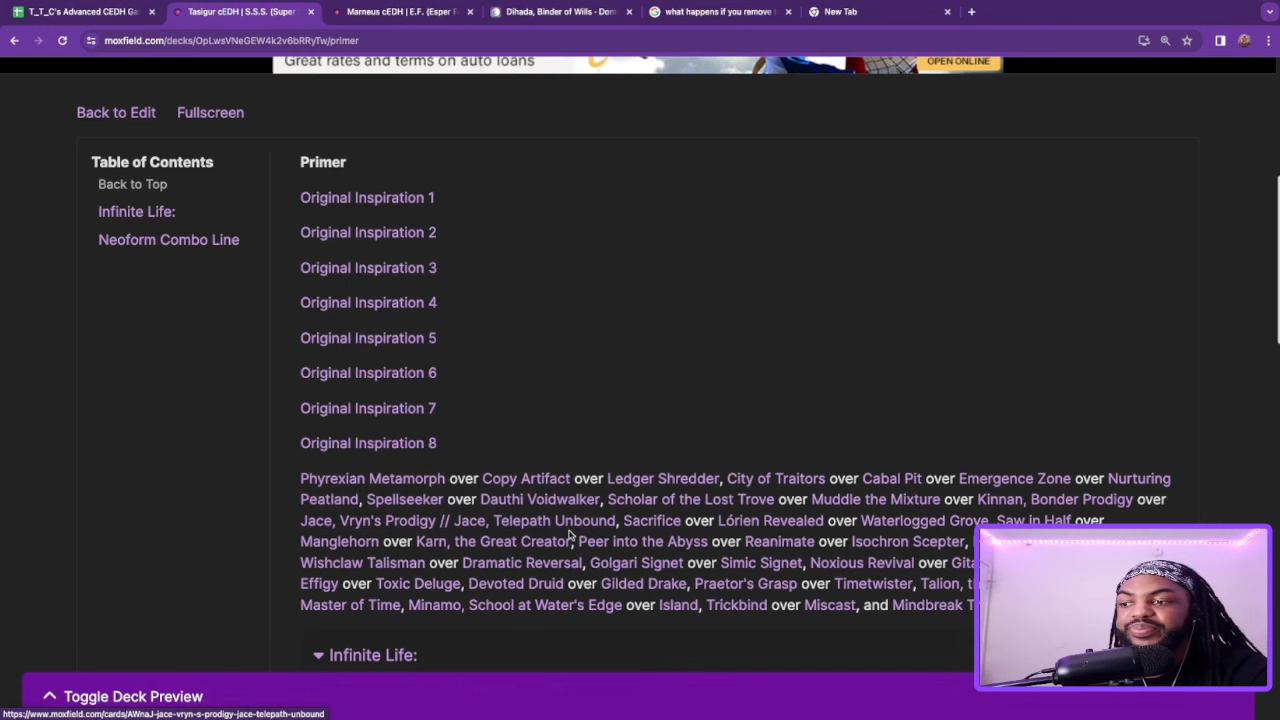 T_T_C's Advanced CEDH Ga
Tasigur cEDH | S.S.S. {Super
Marneus cEDH | E.F. {Esper F
Dihada, Binder of Wills - Dom
what happens if you remove t
New Tab
moxfield.com/decks/OpLwsVNeGEW4k2v6bRRyTw/primer
Great rates and terms on auto loans
OPEN ONLINE
Back to Edit
Fullscreen
Table of Contents
Back to Top
Infinite Life:
Neoform Combo Line
Primer
Original Inspiration 1
Original Inspiration 2
Original Inspiration 3
Original Inspiration 4
Original Inspiration 5
Original Inspiration 6
Original Inspiration 7
Original Inspiration 8
Phyrexian Metamorph over Copy Artifact over Ledger Shredder, City of Traitors over Cabal Pit over Emergence Zone over Nurturing
Peatland, Spellseeker over Dauthi Voidwalker, Scholar of the Lost Trove over Muddle the Mixture over Kinnan, Bonder Prodigy over
Jace, Vryn's Prodigy // Jace, Telepath Unbound, Sacrifice over Lórien Revealed over Waterlogged Grove, Saw in Half over
Manglehorn over Karn, the Great Creator, Peer into the Abyss over Reanimate over Isochron Scepter,
Wishclaw Talisman over Dramatic Reversal, Golgari Signet over Simic Signet, Noxious Revival over Gita
Effigy over Toxic Deluge, Devoted Druid over Gilded Drake, Praetor's Grasp over Timetwister, Talion, t
Master of Time, Minamo, School at Water's Edge over Island, Trickbind over Miscast, and Mindbreak T
Infinite Life:
Toggle Deck Preview
https://www.moxfield.com/cards/AWnaJ-jace-vryn-s-prodigy-jace-telepath-unbound